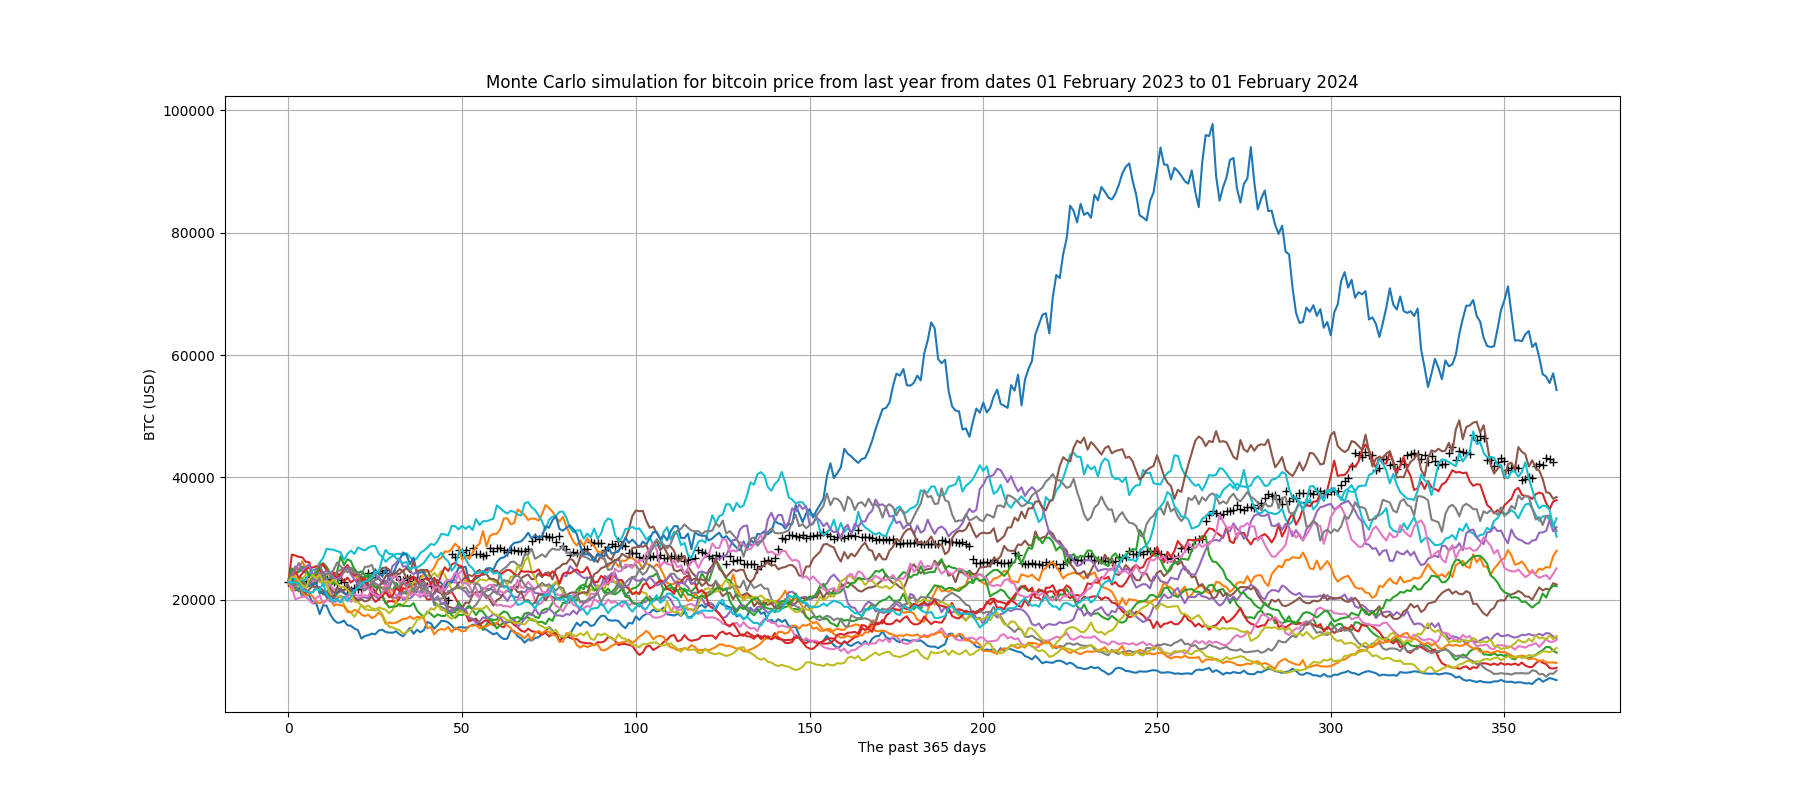 Monte Carlo simulation for bitcoin price from last year from dates 01 February 2023 to 01 February 2024
100000
80000
60000
40000
20000
BTC (USD)
0 50 100 150 200 250 300 350
The past 365 days